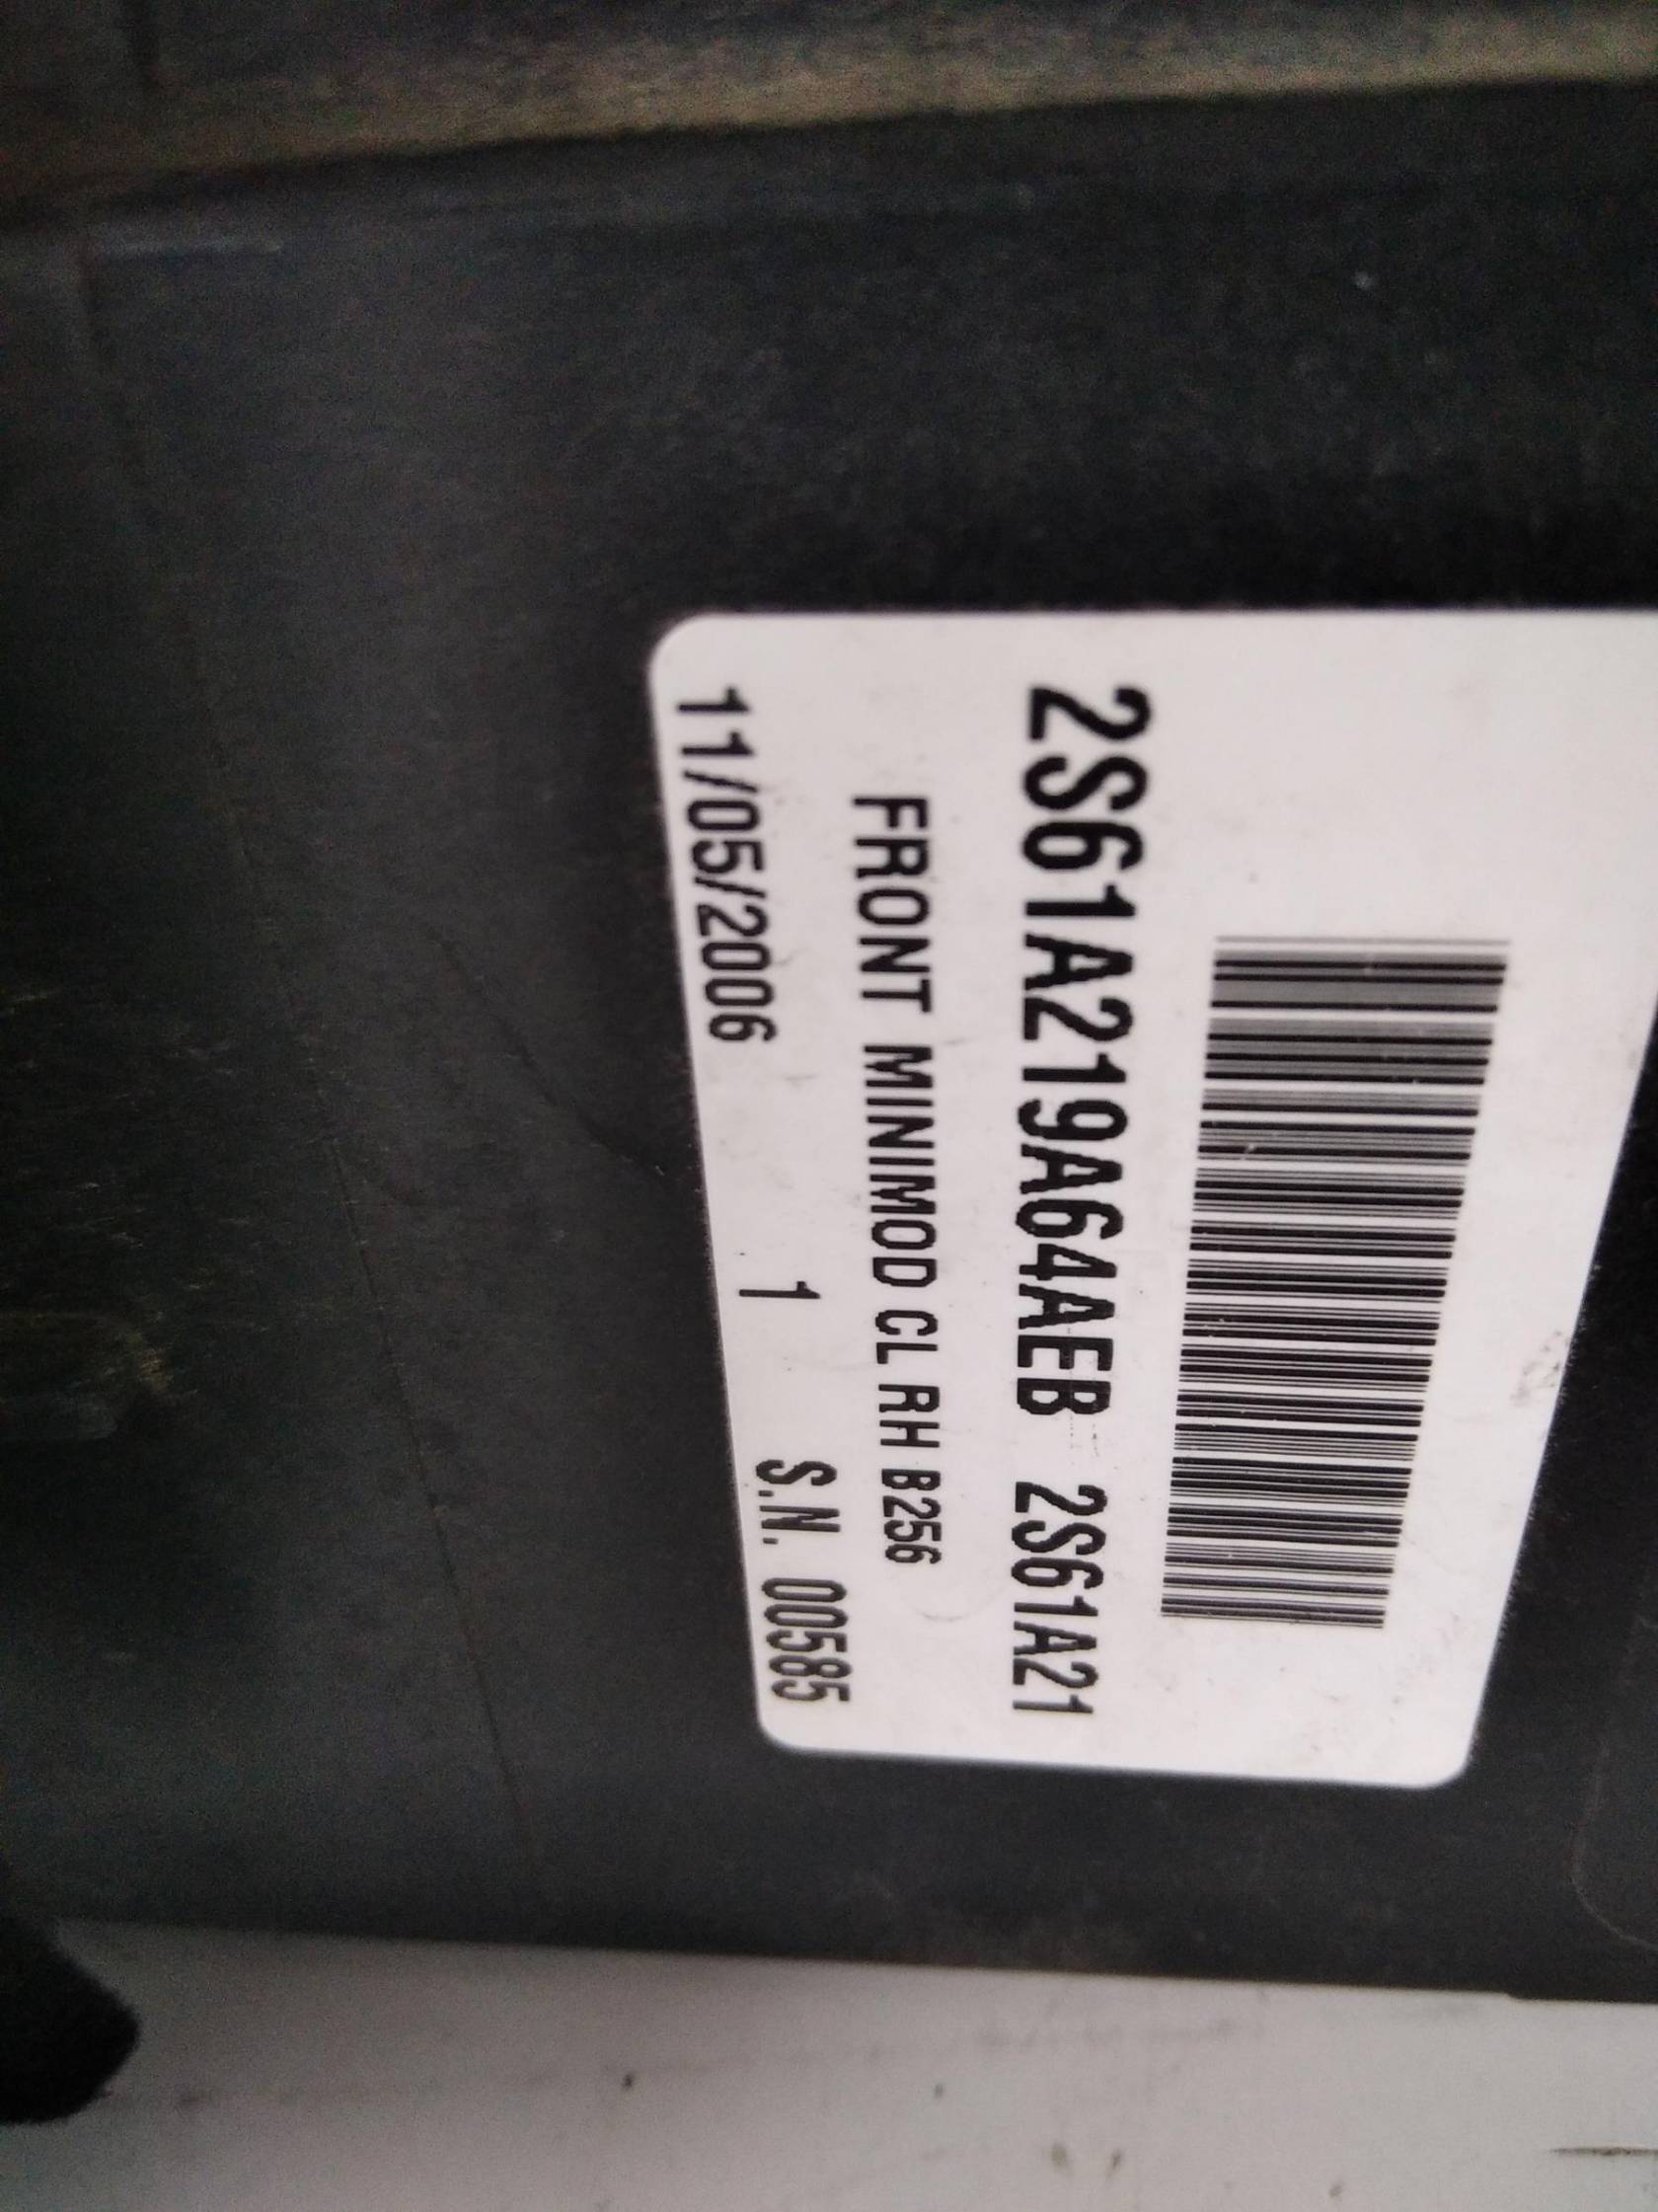 2S61A219A64AEB 2S61A21
FRONT MINIMOD CL RH B256
11/05/2006 1 S.N. 00585